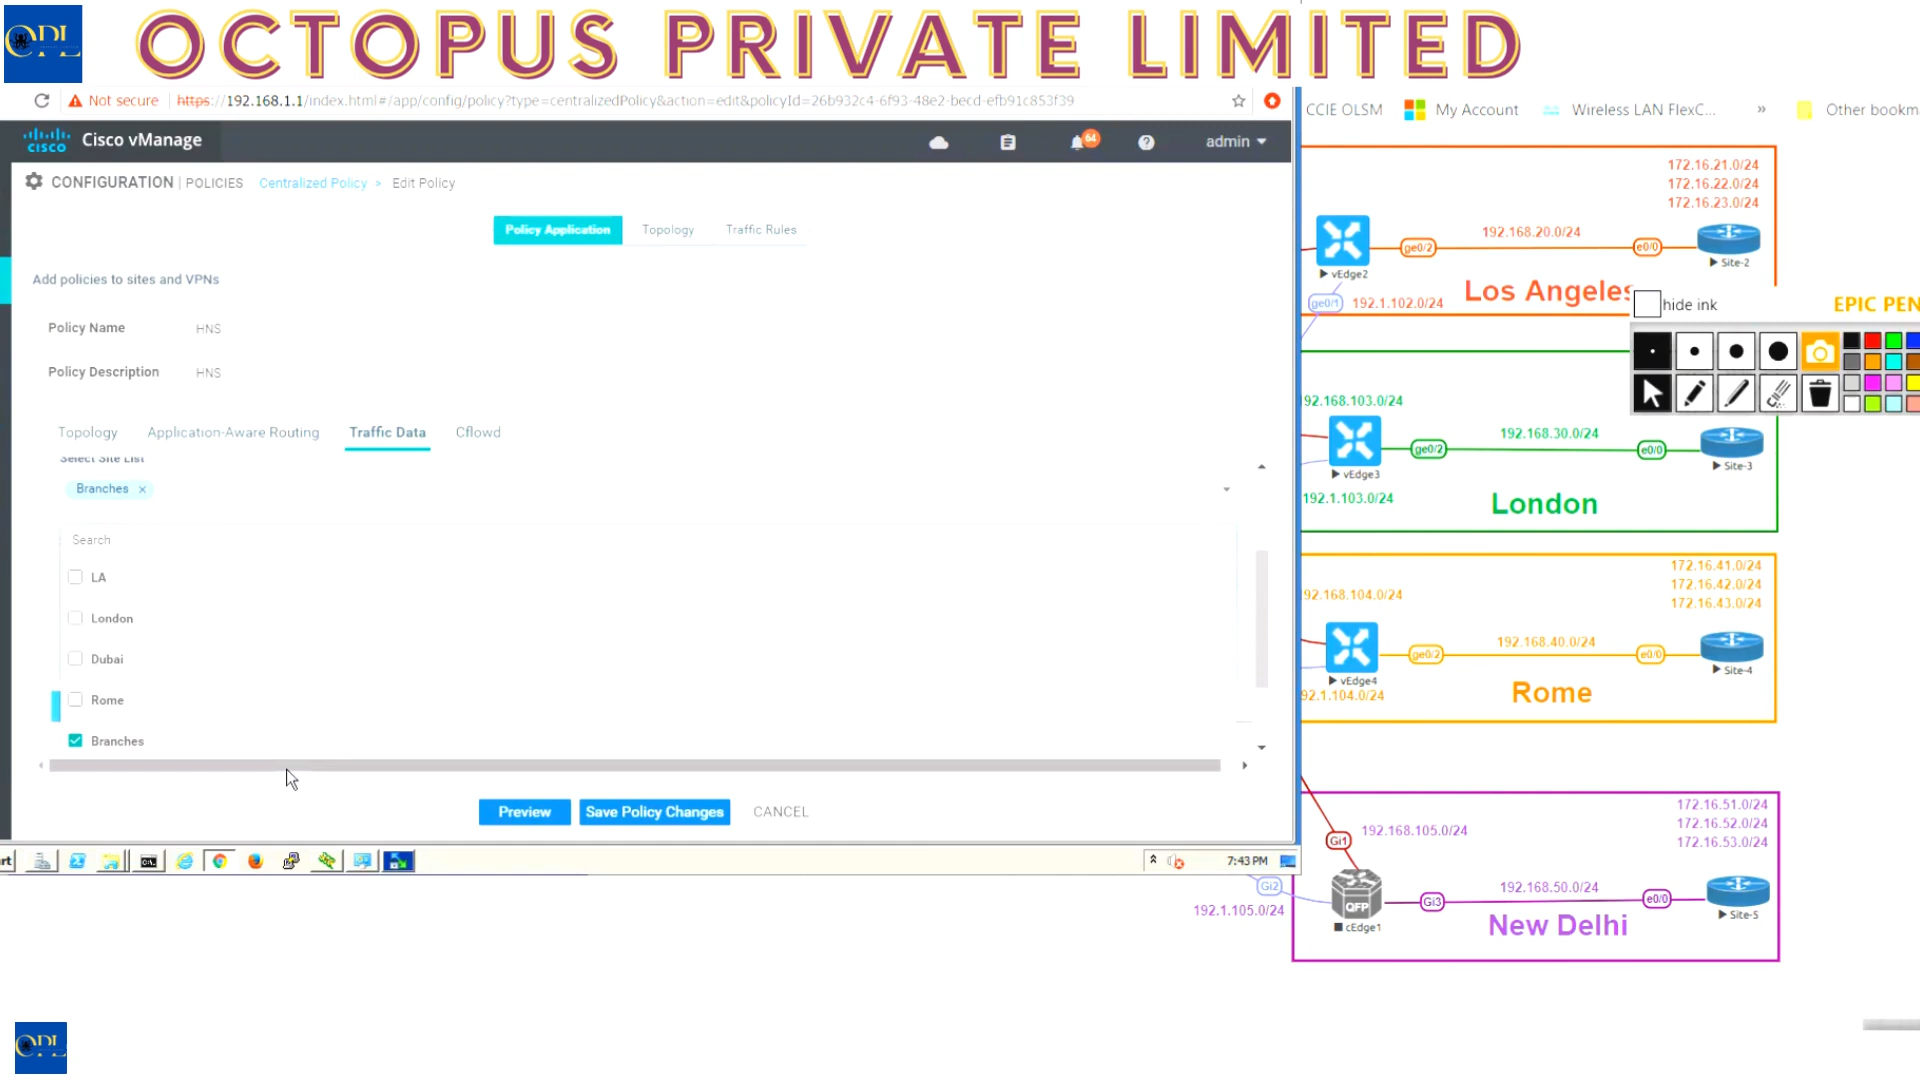 OPL
OCTOPUS PRIVATE LIMITED
Not secure
https://192.168.1.1/index.html#/app/config/policy?type=centralizedPolicy&action=edit&policyId=26b932c4-6f93-48e2-becd-efb91c853f39
CCIE OLSM
My Account
Wireless LAN FlexC...
»
Other bookm
cisco
Cisco vManage
64
admin
CONFIGURATION | POLICIES
Centralized Policy > Edit Policy
Policy Application
Topology
Traffic Rules
Add policies to sites and VPNs
Policy Name
HNS
Policy Description
HNS
Topology
Application-Aware Routing
Traffic Data
Cflowd
Select Site List
Branches x
Search
LA
London
Dubai
Rome
Branches
Preview
Save Policy Changes
CANCEL
7:43 PM
172.16.21.0/24
172.16.22.0/24
172.16.23.0/24
vEdge2
ge0/2
192.168.20.0/24
e0/0
Site-2
ge0/1
192.1.102.0/24
Los Angeles
hide ink
EPIC PEN
92.168.103.0/24
vEdge3
ge0/2
192.168.30.0/24
e0/0
Site-3
192.1.103.0/24
London
172.16.41.0/24
172.16.42.0/24
172.16.43.0/24
92.168.104.0/24
vEdge4
ge0/2
192.168.40.0/24
e0/0
Site-4
92.1.104.0/24
Rome
172.16.51.0/24
172.16.52.0/24
172.16.53.0/24
Gi1
192.168.105.0/24
Gi2
192.1.105.0/24
QFP
cEdge1
Gi3
192.168.50.0/24
e0/0
Site-5
New Delhi
OPL